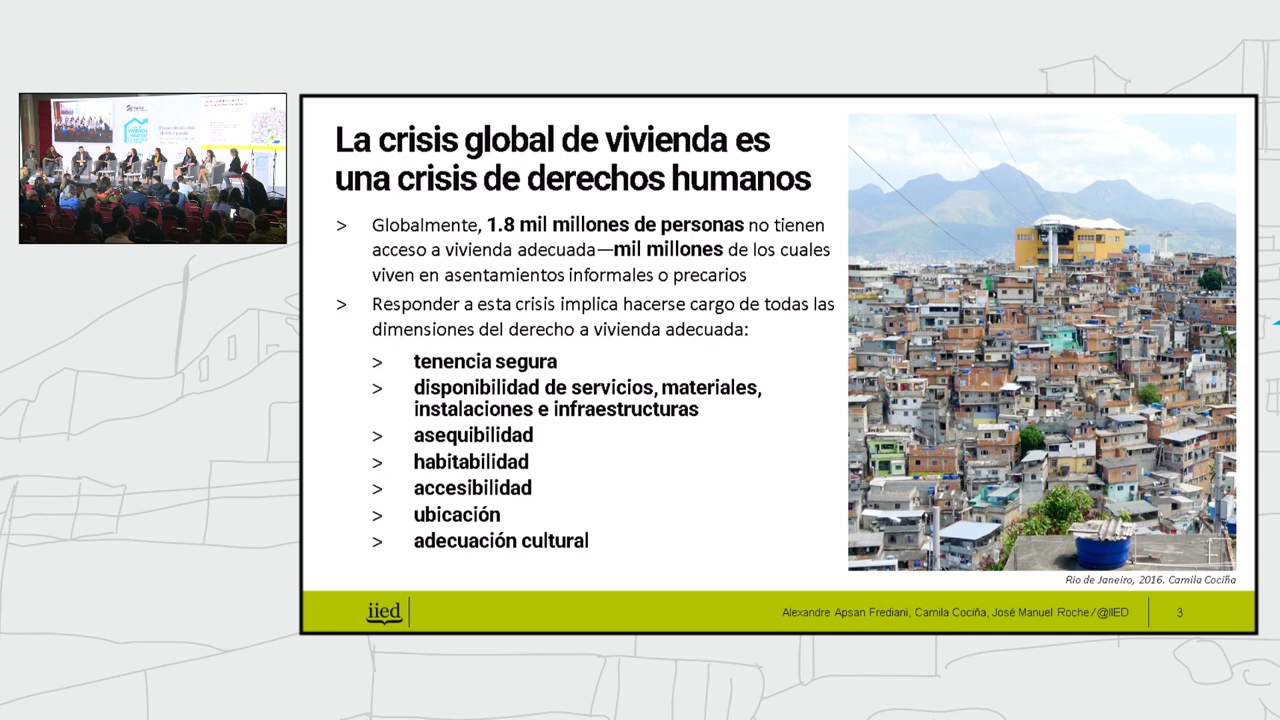 La crisis global de vivienda es
una crisis de derechos humanos
> Globalmente, 1.8 mil millones de personas no tienen
acceso a vivienda adecuada—mil millones de los cuales
viven en asentamientos informales o precarios
> Responder a esta crisis implica hacerse cargo de todas las
dimensiones del derecho a vivienda adecuada:
> tenencia segura
> disponibilidad de servicios, materiales,
instalaciones e infraestructuras
> asequibilidad
> habitabilidad
> accesibilidad
> ubicación
> adecuación cultural
Rio de Janeiro, 2016. Camila Cociña
iied
Alexandre Apsan Frediani, Camila Cociña, José Manuel Roche/@IIED
3